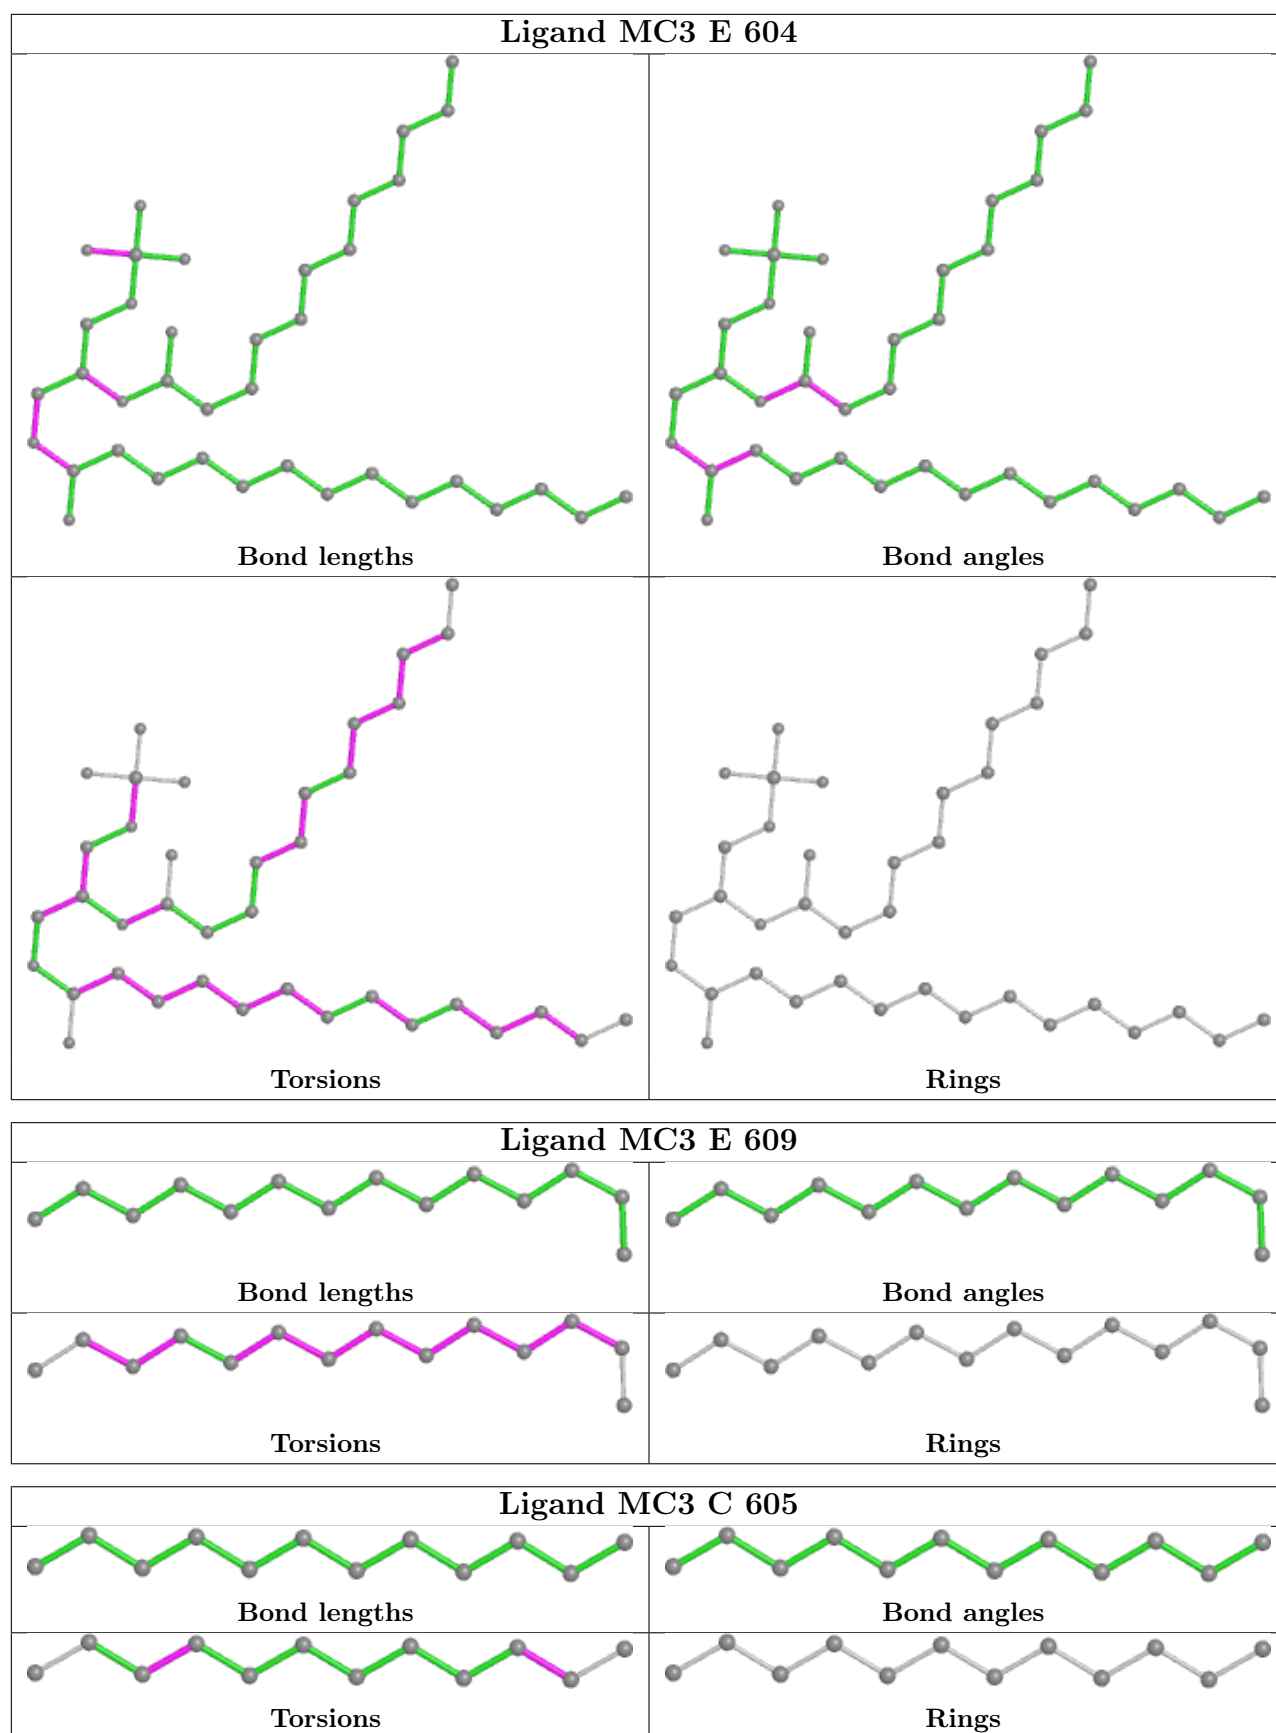 Ligand MC3 E 604
Bond lengths
Bond angles
Torsions
Rings
Ligand MC3 E 609
Bond lengths
Bond angles
Torsions
Rings
Ligand MC3 C 605
Bond lengths
Bond angles
Torsions
Rings